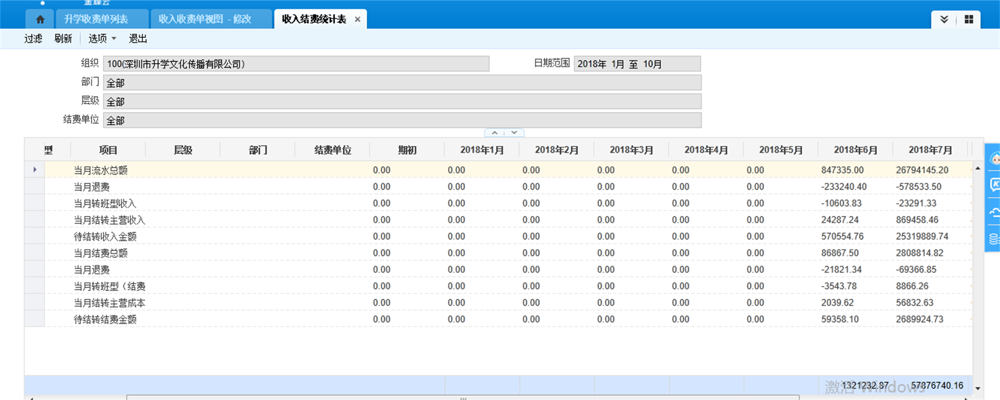 金蝶云
升学收费单列表 收入收费单视图 - 修改 收入结费统计表
过滤 刷新 选项 退出
组织 100(深圳市升学文化传播有限公司) 日期范围 2018年 1月 至 10月
部门 全部
层级 全部
结费单位 全部
型 项目 层级 部门 结费单位 期初 2018年1月 2018年2月 2018年3月 2018年4月 2018年5月 2018年6月 2018年7月
当月流水总额 0.00 0.00 0.00 0.00 0.00 0.00 847335.00 26794145.20
当月退费 0.00 0.00 0.00 0.00 0.00 0.00 -233240.40 -578533.50
当月转班型收入 0.00 0.00 0.00 0.00 0.00 0.00 -10603.83 -23291.33
当月结转主营收入 0.00 0.00 0.00 0.00 0.00 0.00 24287.24 869458.46
待结转收入金额 0.00 0.00 0.00 0.00 0.00 0.00 570554.76 25319889.74
当月结费总额 0.00 0.00 0.00 0.00 0.00 0.00 86867.50 2808814.82
当月退费 0.00 0.00 0.00 0.00 0.00 0.00 -21821.34 -69366.85
当月转班型（结费 0.00 0.00 0.00 0.00 0.00 0.00 -3543.78 8866.26
当月结转主营成本 0.00 0.00 0.00 0.00 0.00 0.00 2039.62 56832.63
待结转结费金额 0.00 0.00 0.00 0.00 0.00 0.00 59358.10 2689924.73
1321232.87 57876740.16
激活 Windows